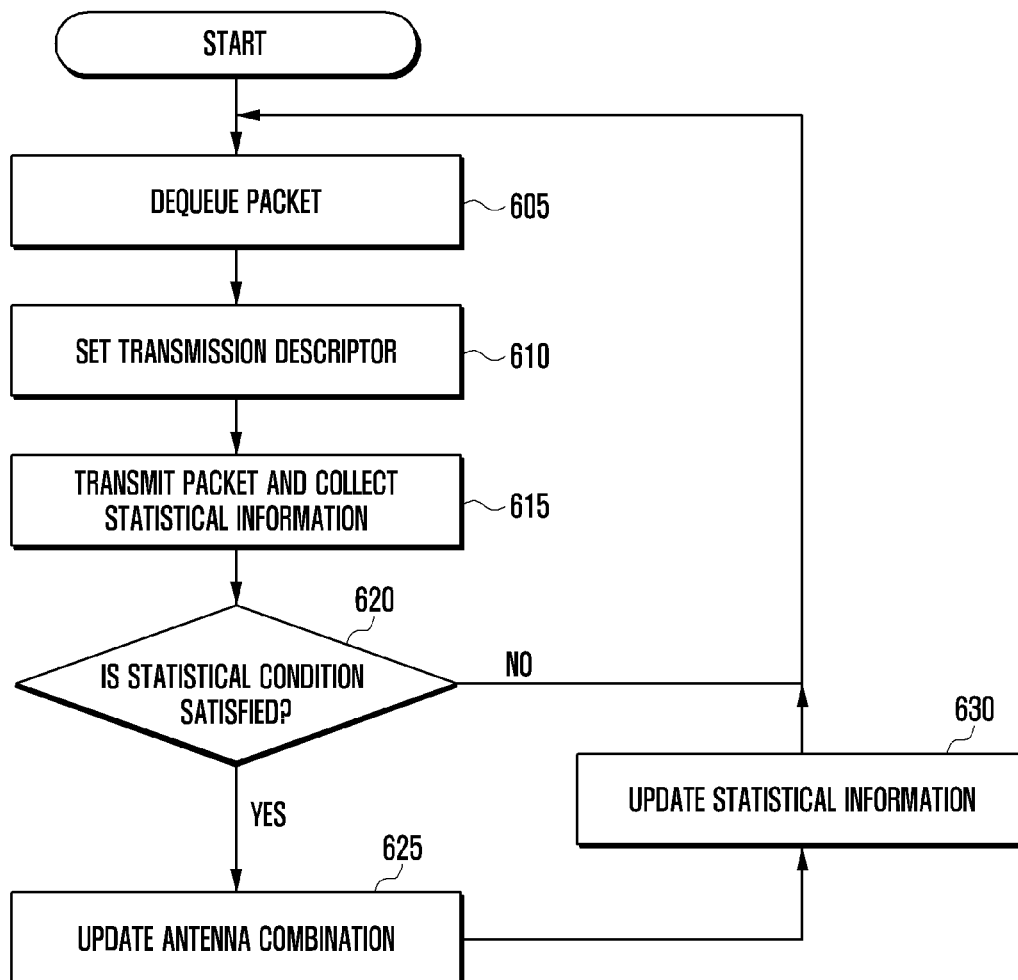 START
DEQUEUE PACKET
605
SET TRANSMISSION DESCRIPTOR
610
TRANSMIT PACKET AND COLLECT
STATISTICAL INFORMATION
615
620
IS STATISTICAL CONDITION
SATISFIED?
NO
YES
630
UPDATE STATISTICAL INFORMATION
625
UPDATE ANTENNA COMBINATION